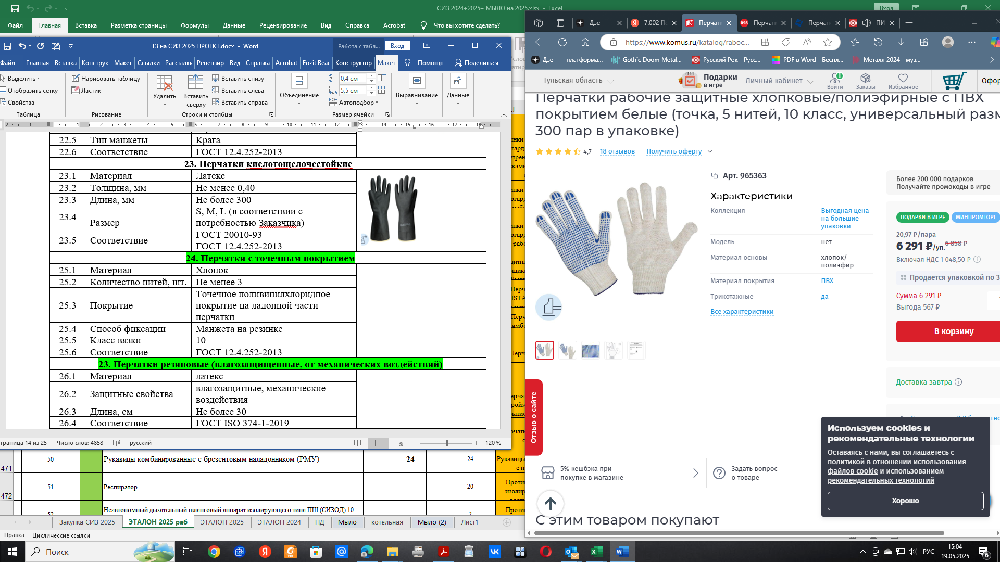 СИЗ 2024+2025+ МЫЛО на 2025.xlsx - Excel
Вход
Файл Главная Вставка Разметка страницы Формулы Данные Рецензирование Вид Справка Acrobat Что вы хотите сделать?
ТЗ на СИЗ 2025 ПРОЕКТ.docx - Word
Работа с табл...
Вход
Файл Главная Вставка Конструк Макет Ссылки Рассылки Рецензир Вид Справка Acrobat Foxit Reac Конструктор Макет Помощн Поделиться
Выделить
Отобразить сетку
Свойства
Таблица
Нарисовать таблицу
Ластик
Рисование
Удалить
Вставить сверху
Вставить снизу
Вставить слева
Вставить справа
Строки и столбцы
Объединение
0,4 см
5,5 см
Автоподбор
Размер ячейки
Выравнивание
Данные
22.5 Тип манжеты Крага
22.6 Соответствие ГОСТ 12.4.252-2013
23. Перчатки кислотощелочестойкие
23.1 Материал Латекс
23.2 Толщина, мм Не менее 0,40
23.3 Длина, мм Не более 300
23.4 Размер S, M, L (в соответствии с
потребностью Заказчика)
23.5 Соответствие ГОСТ 20010-93
ГОСТ 12.4.252-2013
24. Перчатки с точечным покрытием
25.1 Материал Хлопок
25.2 Количество нитей, шт. Не менее 3
25.3 Покрытие Точечное поливинилхлоридное
покрытие на ладонной части
перчатки
25.4 Способ фиксации Манжета на резинке
25.5 Класс вязки 10
25.6 Соответствие ГОСТ 12.4.252-2013
23. Перчатки резиновые (влагозащищенные, от механических воздействий)
26.1 Материал латекс
26.2 Защитные свойства влагозащитные, механические
воздействия
26.3 Длина, см Не более 30
26.4 Соответствие ГОСТ ISO 374-1-2019
траница 14 из 25 Число слов: 4858 русский 120 %
471 50 Рукавицы комбинированные с брезентовым наладонником (РМУ) 24 24 Рукавицы
472 51 Респиратор 20
52 Неавтономный дыхательный шланговый аппарат изолирующего типа ПШ (СИЗОД) 10 2
Закупка СИЗ 2025 ЭТАЛОН 2025 раб ЭТАЛОН 2025 ЭТАЛОН 2024 НД Мыло котельная Мыло (2) Лист1
Правка Циклические ссылки
Дзен — 7.002 П Перчат Перчат Перчат ПИ
https://www.komus.ru/katalog/raboc...
Дзен — платформа... Gothic Doom Metal... Русский Рок - Русс... PDF в Word - Беспл... Металл 2024 - муз...
Тульская область
Подарки
в игре
Личный кабинет
Войти
Заказы
Избранное
Офор
Перчатки рабочие защитные хлопковые/полиэфирные с ПВХ
покрытием белые (точка, 5 нитей, 10 класс, универсальный разм
300 пар в упаковке)
4,7 18 отзывов Получить оферту
Арт. 965363
Характеристики
Коллекция Выгодная цена
на большие
упаковки
Модель нет
Материал основы хлопок/
полиэфир
Материал покрытия ПВХ
Трикотажные да
Все характеристики
Более 200 000 подарков
Получайте промокоды в игре
ПОДАРКИ В ИГРЕ МИНПРОМТОРГ
20,97 ₽/пара
6 291 ₽/уп. 6 858 ₽
Включая НДС 1 048,50 ₽
Продается упаковкой по 3
Сумма 6 291 ₽
Выгода 567 ₽
В корзину
Доставка завтра
Отзыв о сайте
5% кешбэка при
покупке в магазине
Задать вопрос
о товаре
С этим товаром покупают
Используем cookies и
рекомендательные технологии
Оставаясь с нами, вы соглашаетесь с
политикой в отношении использования
файлов cookie и использованием
рекомендательных технологий
Хорошо
Поиск
РУС
15:04
19.05.2025
6